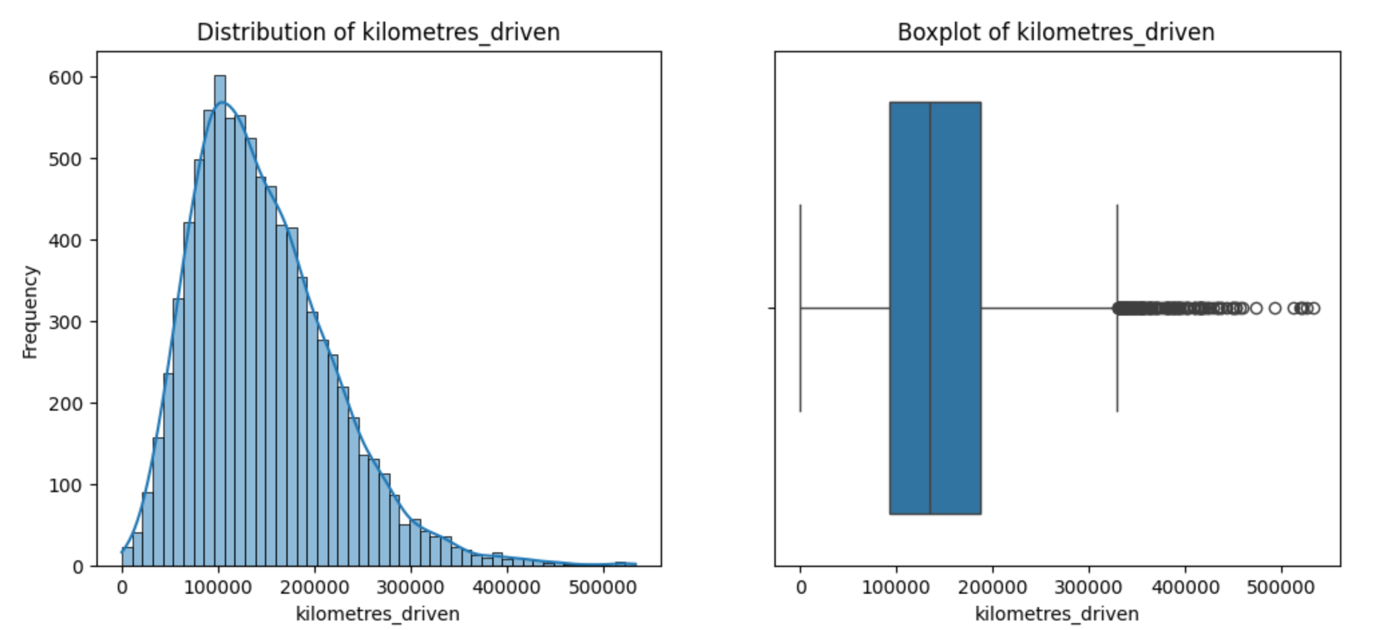 Distribution of kilometres_driven
600
500
400
300
200
100
0
Frequency
0 100000 200000 300000 400000 500000
kilometres_driven
Boxplot of kilometres_driven
0 100000 200000 300000 400000 500000
kilometres_driven